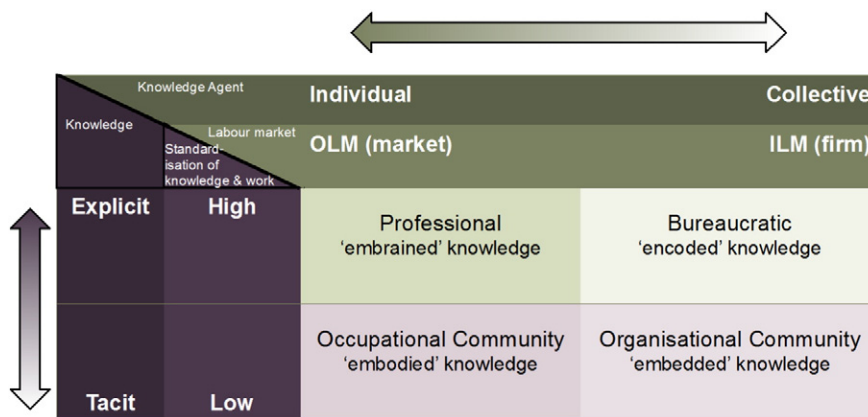 Knowledge Agent
Individual
Collective
Knowledge
Labour market
OLM (market)
ILM (firm)
Standard-
isation of
knowledge & work
Explicit
High
Professional
'embrained' knowledge
Bureaucratic
'encoded' knowledge
Occupational Community
'embodied' knowledge
Organisational Community
'embedded' knowledge
Tacit
Low